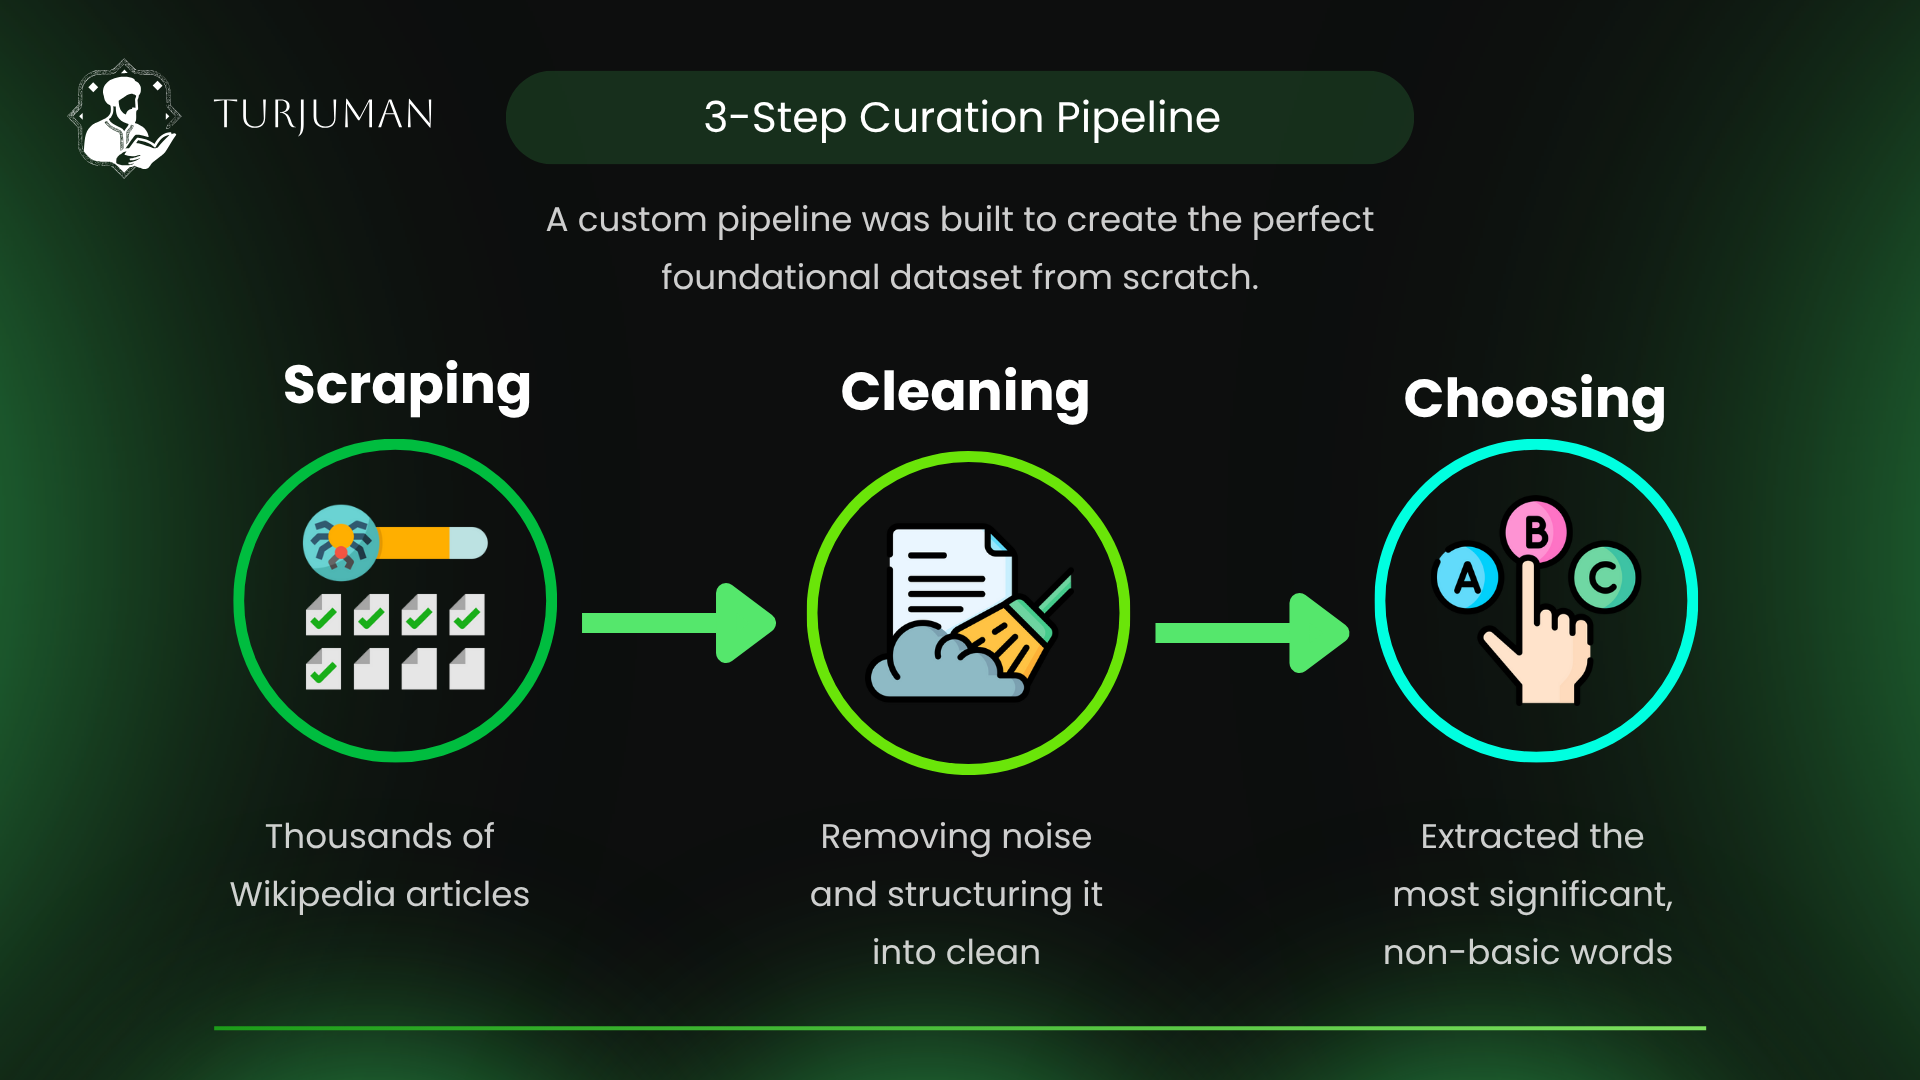 TURJUMAN
3-Step Curation Pipeline
A custom pipeline was built to create the perfect
foundational dataset from scratch.
Scraping
Cleaning
Choosing
A
B
C
Thousands of
Wikipedia articles
Removing noise
and structuring it
into clean
Extracted the
most significant,
non-basic words